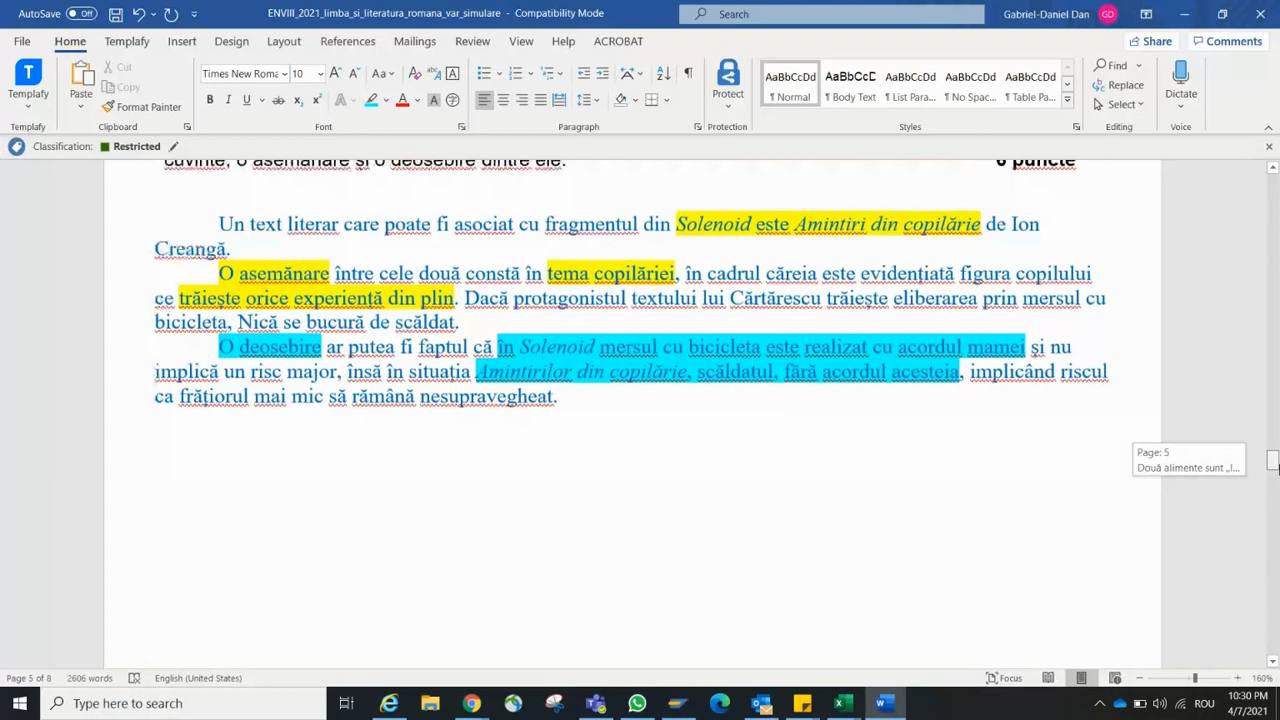 AutoSave Off ENVIII_2021_limba_si_literatura_romana_var_simulare - Compatibility Mode Search Gabriel-Daniel Dan GD
File Home Templafy Insert Design Layout References Mailings Review View Help ACROBAT Share Comments
Templafy
Paste
Cut
Copy
Format Painter
Clipboard
Times New Roma 10
Font
Paragraph
Protect
Protection
AaBbCcDd AaBbCcDc AaBbCcDd AaBbCcDd AaBbCcDd
¶ Normal ¶ Body Text ¶ List Para... ¶ No Spac... ¶ Table Pa...
Styles
Find
Replace
Select
Editing
Dictate
Voice
Classification: Restricted
cuvinte, o asemănare și o deosebire dintre ele. 6 puncte
Un text literar care poate fi asociat cu fragmentul din Solenoid este Amintiri din copilărie de Ion
Creangă.
O asemănare între cele două constă în tema copilăriei, în cadrul căreia este evidențiată figura copilului
ce trăiește orice experiență din plin. Dacă protagonistul textului lui Cărtărescu trăiește eliberarea prin mersul cu
bicicleta, Nică se bucură de scăldat.
O deosebire ar putea fi faptul că în Solenoid mersul cu bicicleta este realizat cu acordul mamei și nu
implică un risc major, însă în situația Amintirilor din copilărie, scăldatul, fără acordul acesteia, implicând riscul
ca frățiorul mai mic să rămână nesupravegheat.
Page: 5
Două alimente sunt „I...
Page 5 of 8 2606 words English (United States) Focus 160%
Type here to search ROU 10:30 PM
4/7/2021